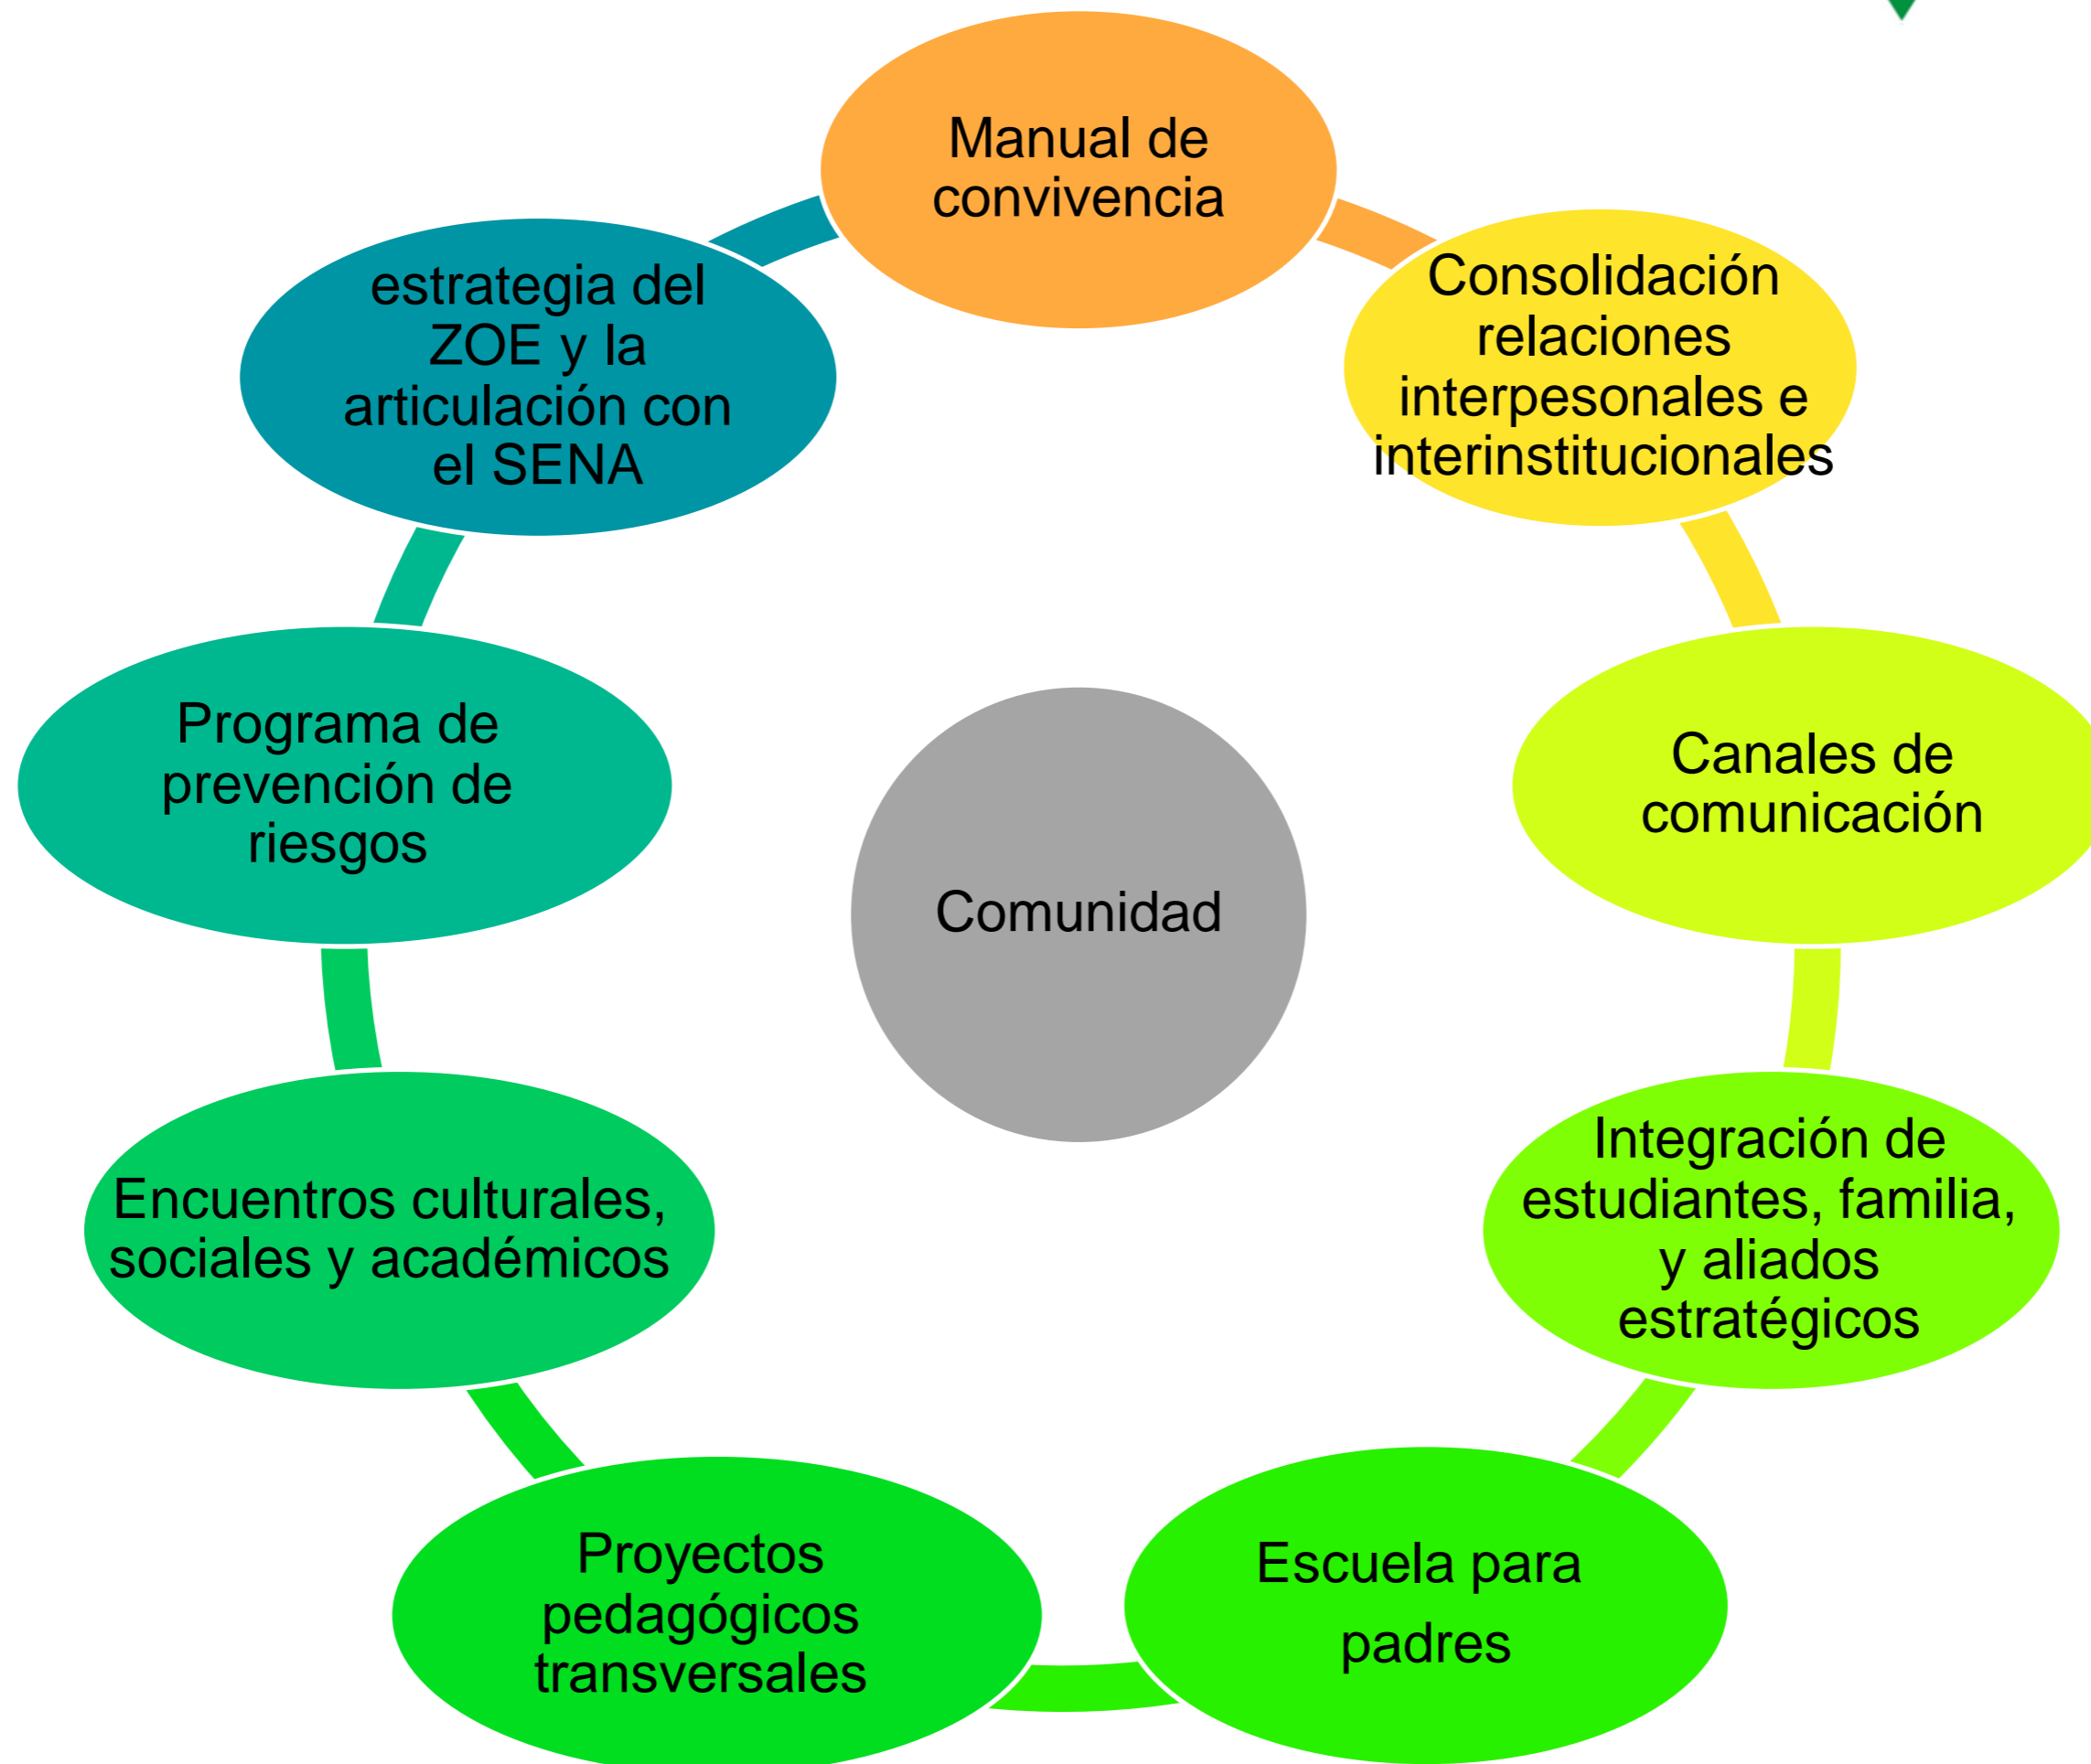 Manual de
convivencia
Consolidación
relaciones
interpesonales e
interinstitucionales
Canales de
comunicación
Integración de
estudiantes, familia,
y aliados
estratégicos
Escuela para
padres
Proyectos
pedagógicos
transversales
Encuentros culturales,
sociales y académicos
Programa de
prevención de
riesgos
estrategia del
ZOE y la
articulación con
el SENA
Comunidad